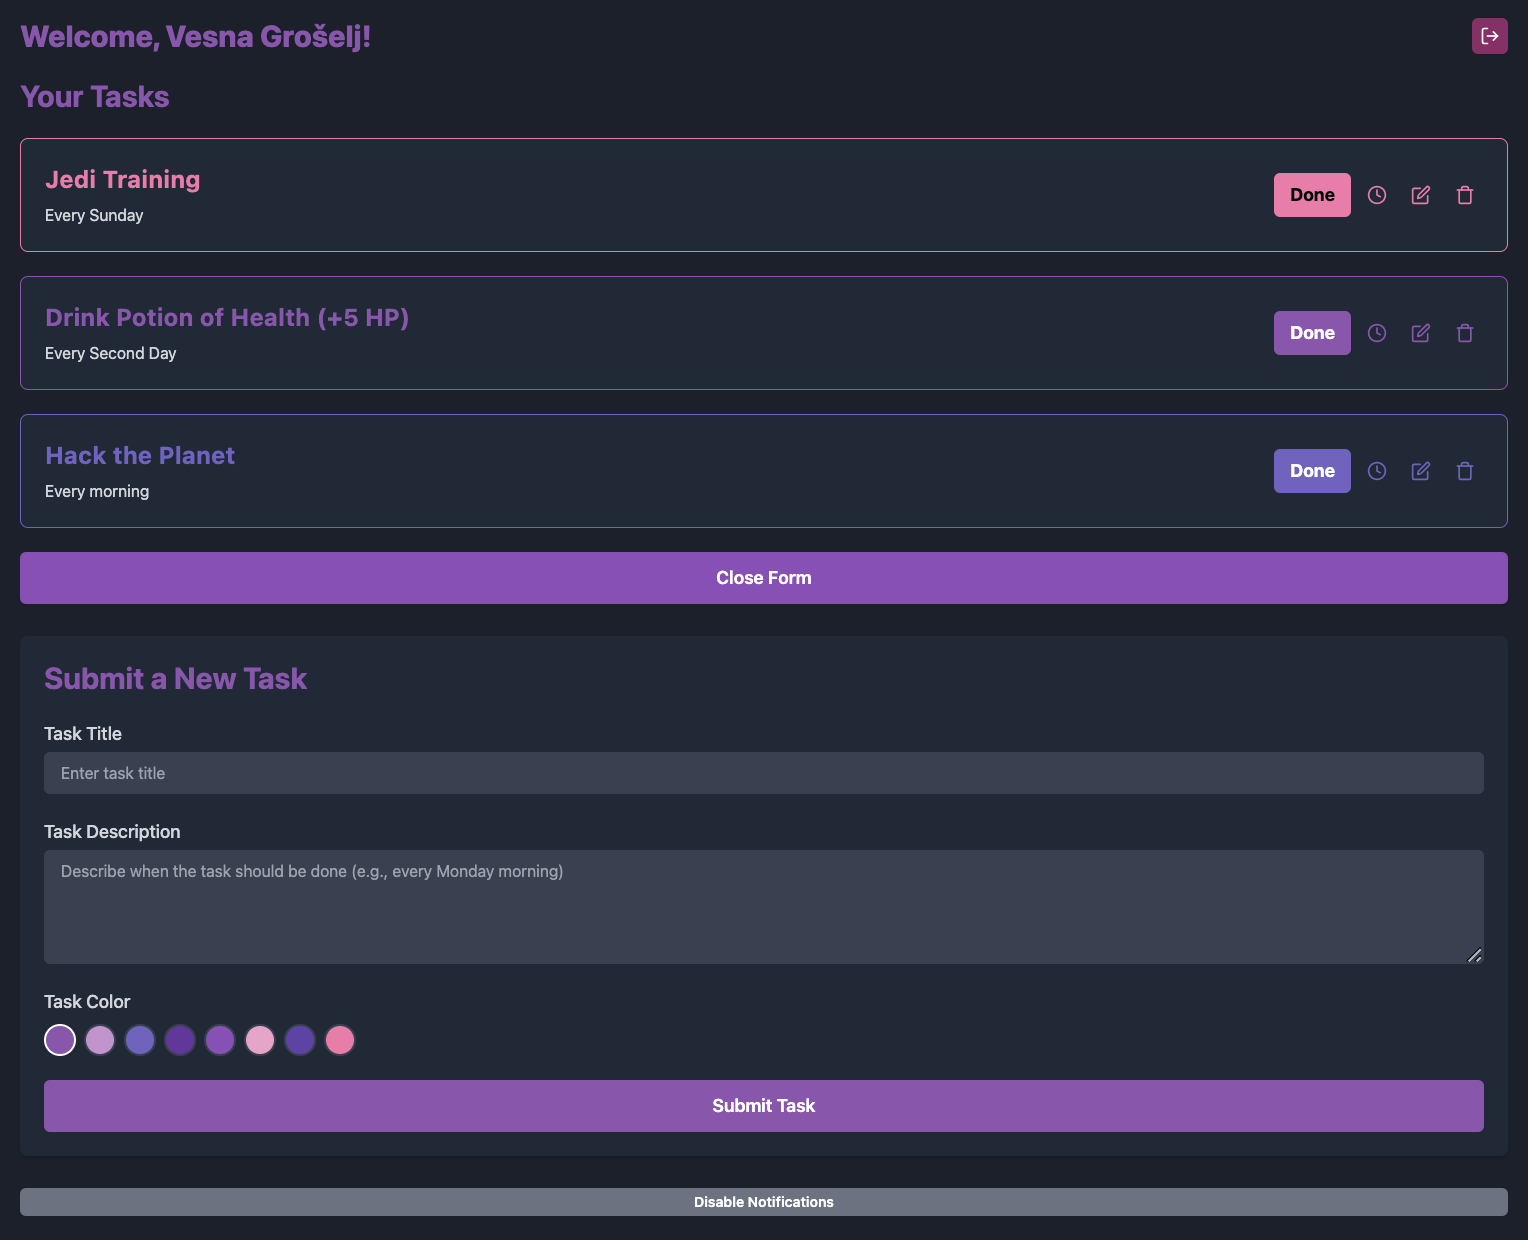 Welcome, Vesna Grošelj!
Your Tasks
Jedi Training
Every Sunday
Done
Drink Potion of Health (+5 HP)
Every Second Day
Done
Hack the Planet
Every morning
Done
Close Form
Submit a New Task
Task Title
Enter task title
Task Description
Describe when the task should be done (e.g., every Monday morning)
Task Color
Submit Task
Disable Notifications